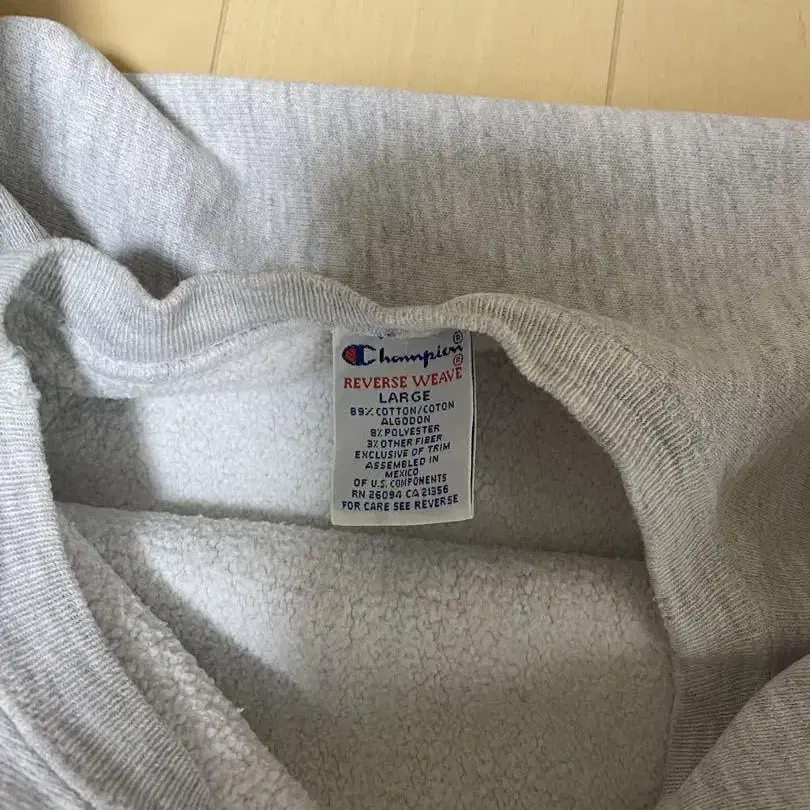 Champion®
REVERSE WEAVE®
LARGE
89% COTTON/COTON
ALGODON
8% POLYESTER
3% OTHER FIBER
EXCLUSIVE OF TRIM
ASSEMBLED IN
MEXICO
OF U.S. COMPONENTS
RN 26094 CA 21356
FOR CARE SEE REVERSE